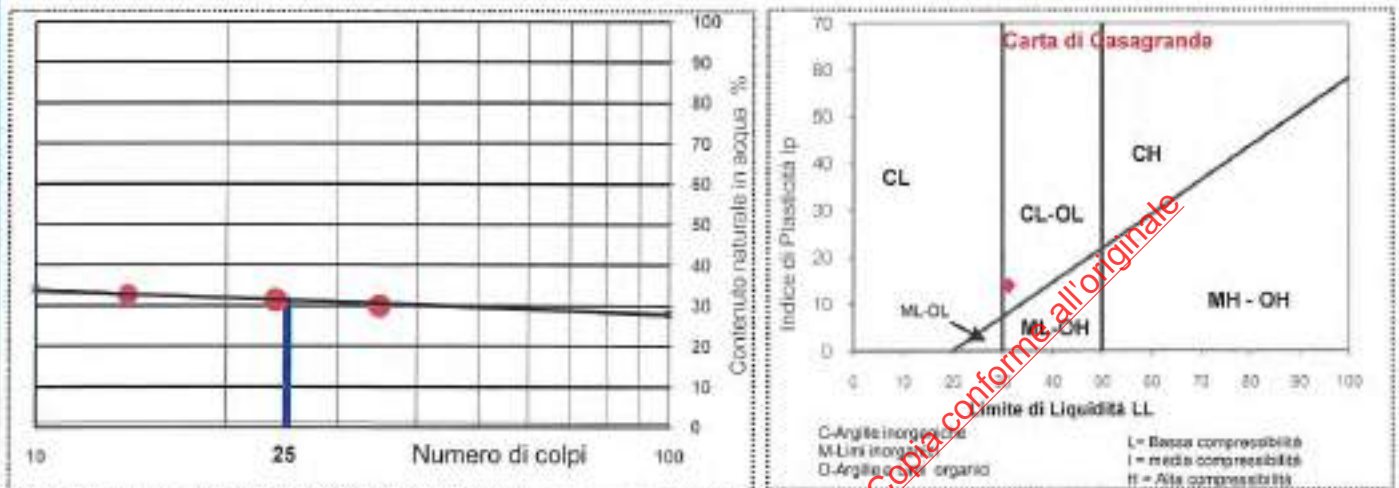 100
90
80
70
60
50
40
30
20
10
0
Contenuto naturale in acqua %
10
25
Numero di colpi
100
Carta di Casagrande
70
60
50
40
30
20
10
0
Indice di Plasticità Ip
CL
CL-OL
CH
ML-OL
ML-OH
MH - OH
0 10 20 30 40 50 60 70 80 90 100
Limite di Liquidità LL
C-Argille inorganiche
M-Limi
O-Argille organici
L= Bassa compressibilità
I = media compressibilità
H = Alta compressibilità
Copia conforme all'originale